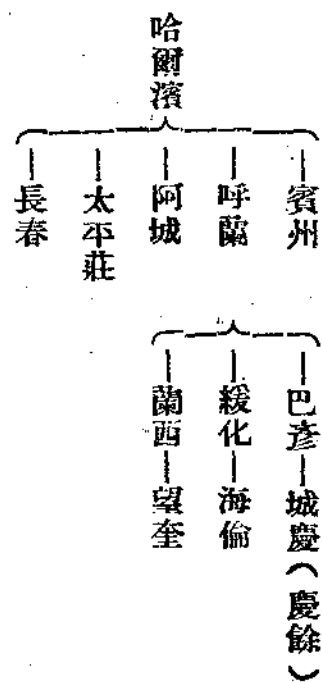 哈爾濱
賓州
呼蘭
阿城
太平莊
長春
巴彥—城慶(慶餘)
綏化—海倫
蘭西—望奎